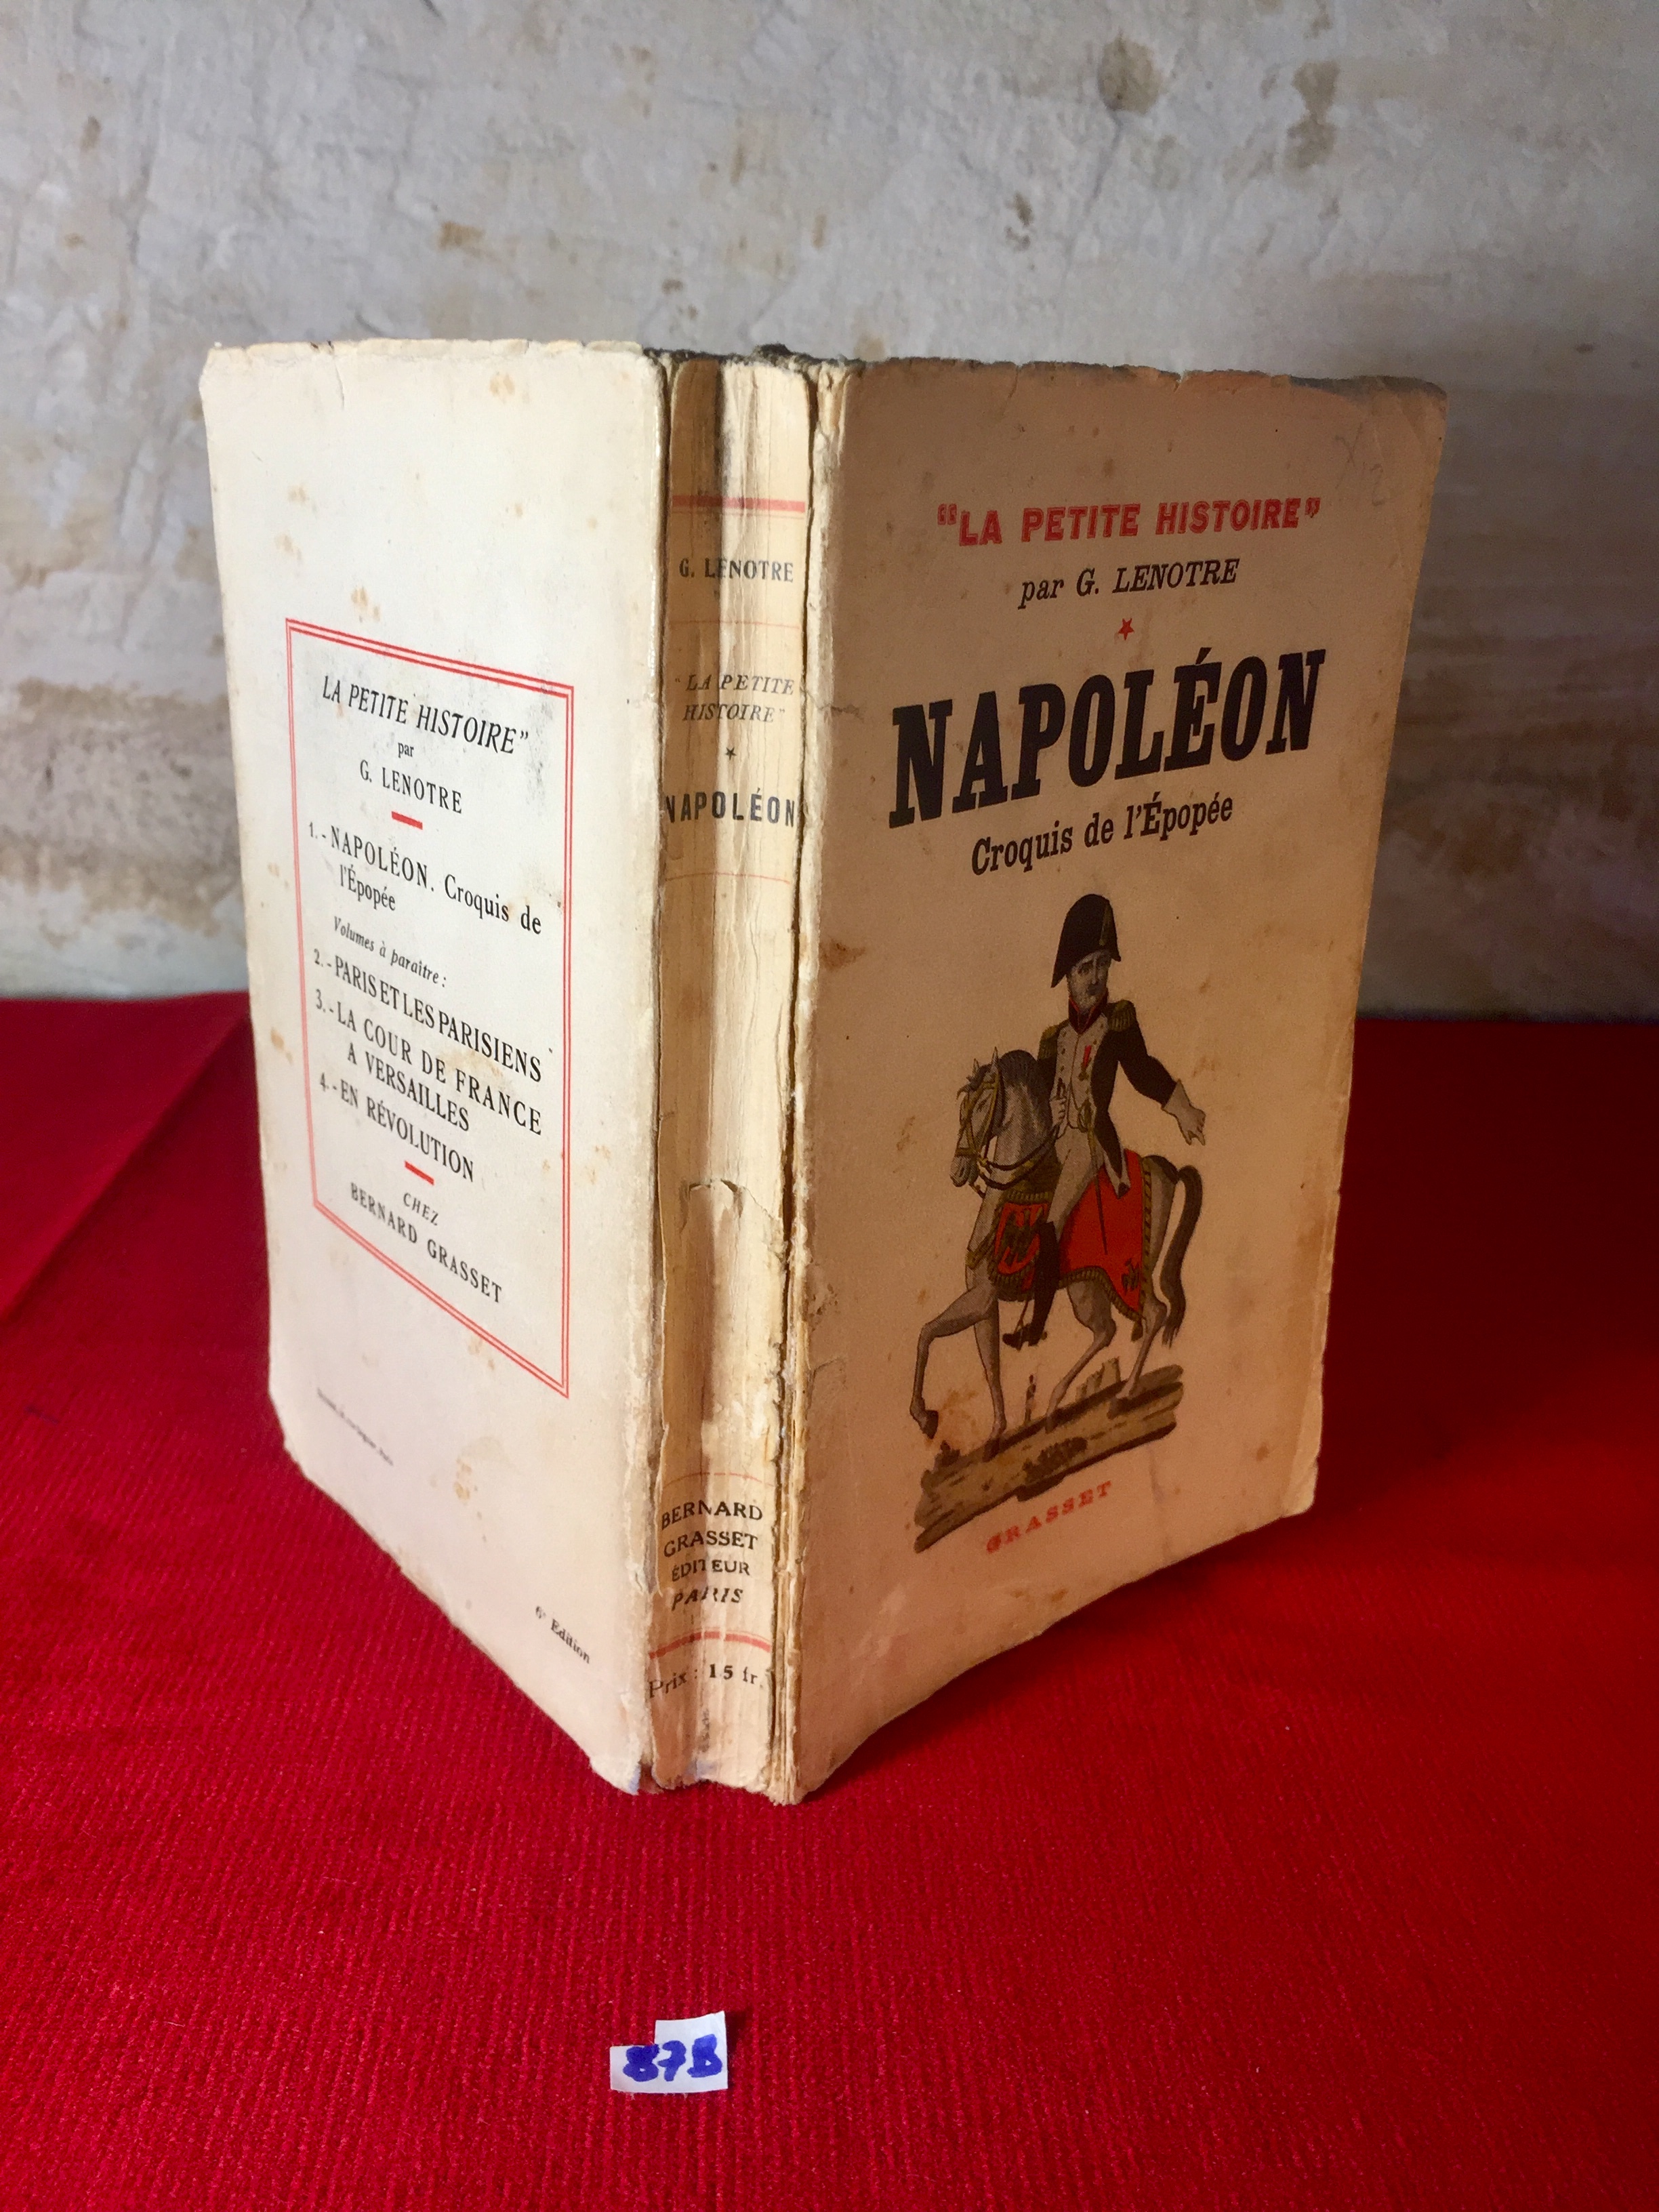 LA PETITE HISTOIRE"
par
G. LENOTRE
1. - NAPOLÉON. Croquis de
l'Épopée
Volumes à paraître :
2. - PARIS ET LES PARISIENS
3. - LA COUR DE FRANCE
A VERSAILLES
4. - EN RÉVOLUTION
CHEZ
BERNARD GRASSET
6e Edition
G. LENOTRE
"LA PETITE
HISTOIRE"
NAPOLÉON
BERNARD
GRASSET
ÉDITEUR
PARIS
Prix : 15 fr.
"LA PETITE HISTOIRE"
par G. LENOTRE
NAPOLÉON
Croquis de l'Épopée
GRASSET